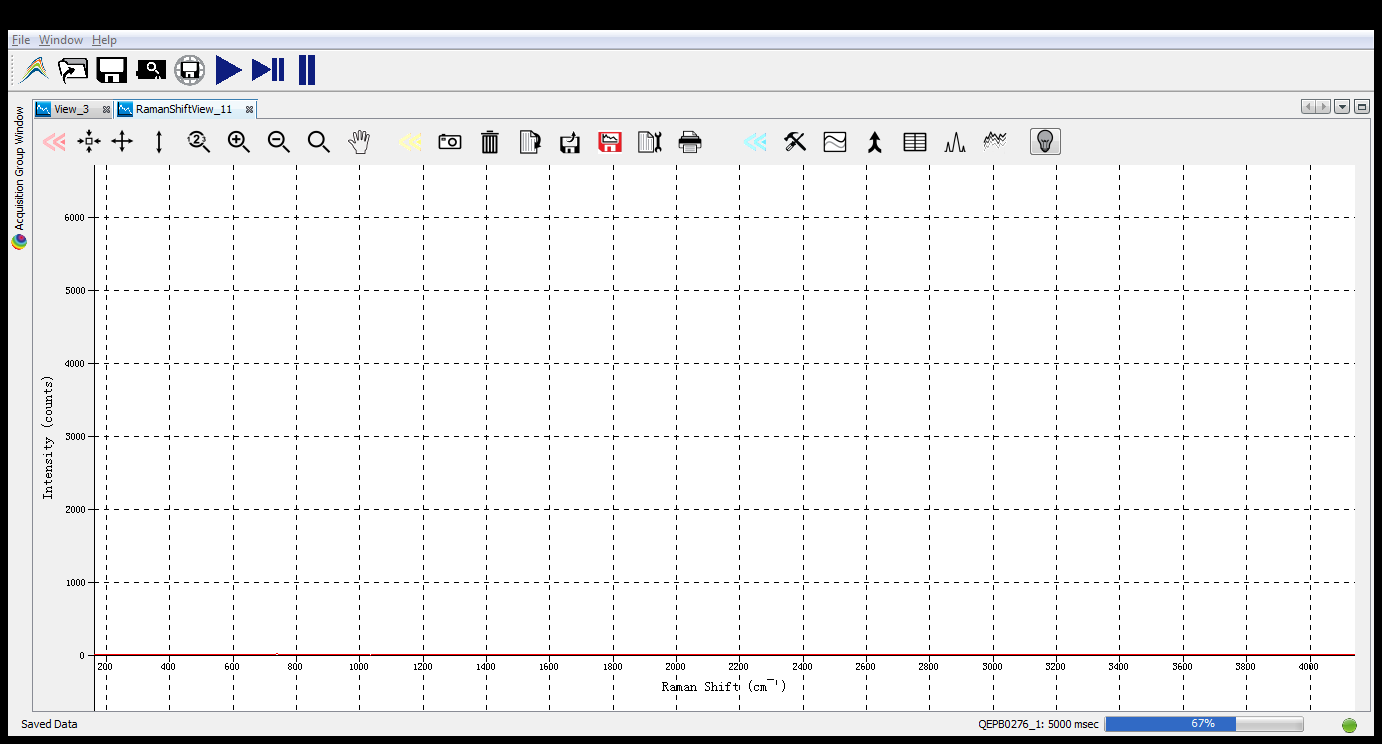 File Window Help
View_3 RamanShiftView_11
Acquisition Group Window
2
6000
5000
4000
3000
2000
1000
0
Intensity (counts)
200 400 600 800 1000 1200 1400 1600 1800 2000 2200 2400 2600 2800 3000 3200 3400 3600 3800 4000
Raman Shift (cm⁻¹)
Saved Data QEPB0276_1: 5000 msec 67%